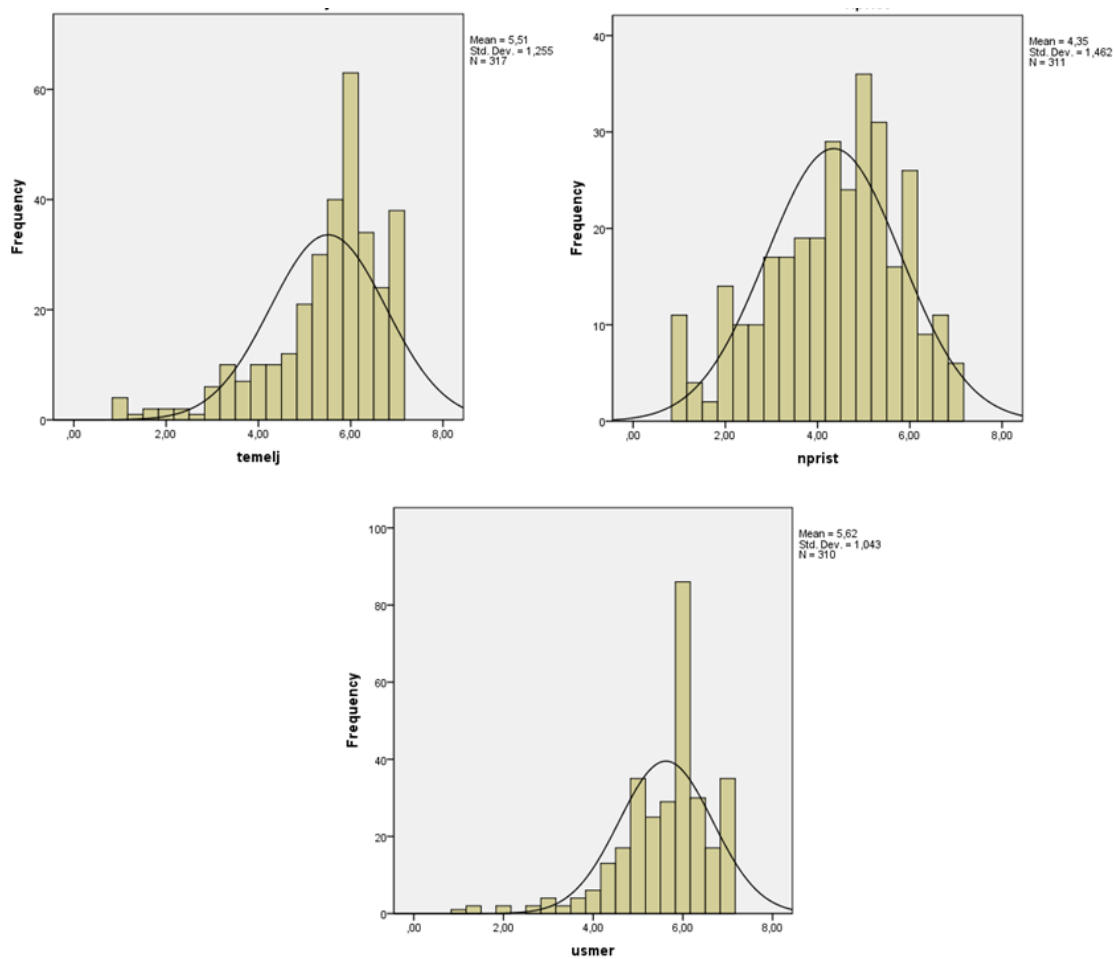 Mean = 5,51
Std. Dev. = 1,255
N = 317
Frequency
60
40
20
0
,00
2,00
4,00
6,00
8,00
temelj
Mean = 4,35
Std. Dev. = 1,462
N = 311
Frequency
40
30
20
10
0
,00
2,00
4,00
6,00
8,00
nprist
Mean = 5,62
Std. Dev. = 1,043
N = 310
Frequency
100
80
60
40
20
0
,00
2,00
4,00
6,00
8,00
usmer